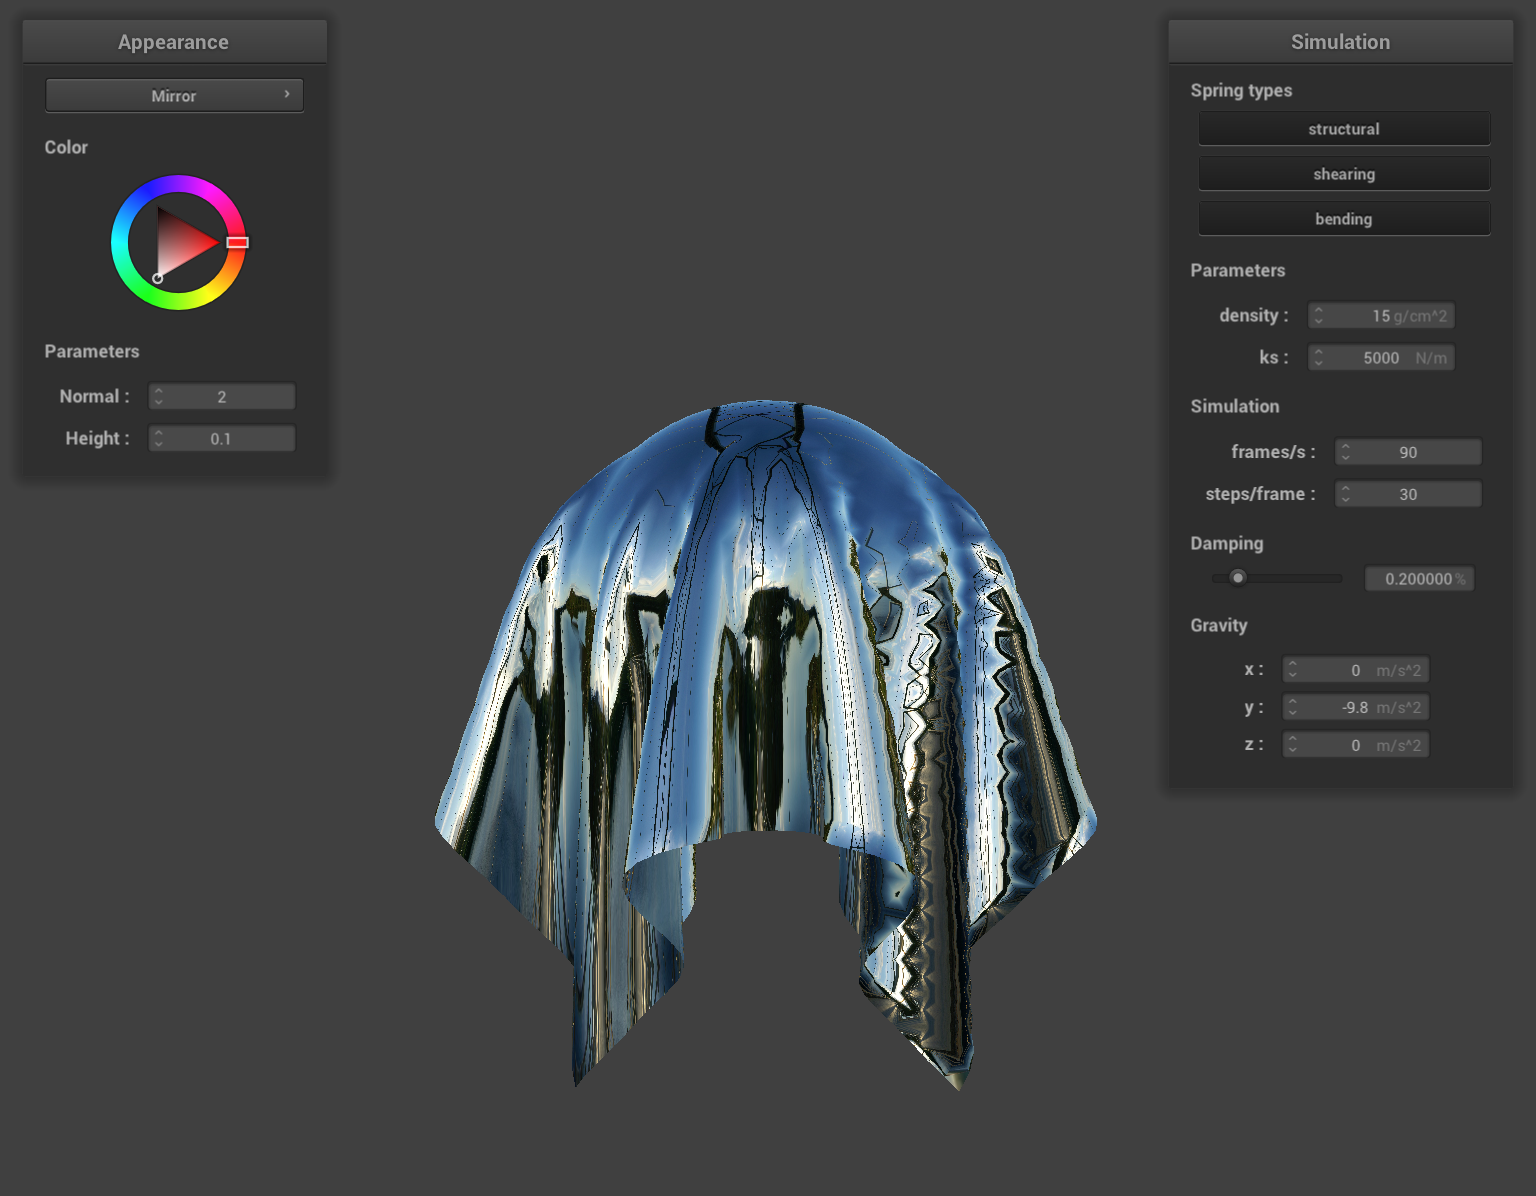 Appearance
Mirror
Color
Parameters
Normal : 2
Height : 0.1
Simulation
Spring types
structural
shearing
bending
Parameters
density : 15 g/cm^2
ks : 5000 N/m
Simulation
frames/s : 90
steps/frame : 30
Damping
0.200000 %
Gravity
x : 0 m/s^2
y : -9.8 m/s^2
z : 0 m/s^2